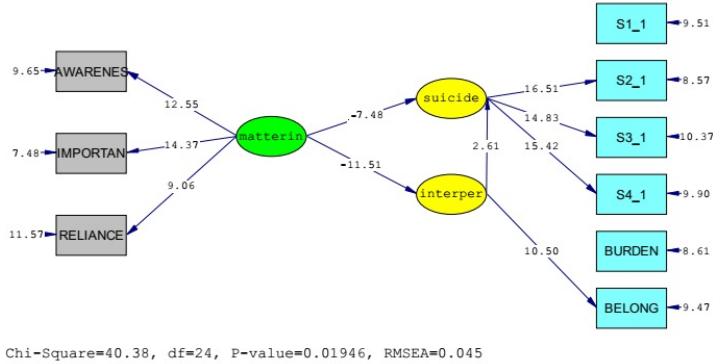 S1_1
9.51
9.65
AWARENES
S2_1
8.57
suicide
16.51
12.55
-7.48
14.83
S3_1
10.37
matterin
14.37
2.61
7.48
IMPORTAN
15.42
-11.51
interper
S4_1
9.90
9.06
11.57
RELIANCE
10.50
BURDEN
8.61
BELONG
9.47
Chi-Square=40.38, df=24, P-value=0.01946, RMSEA=0.045